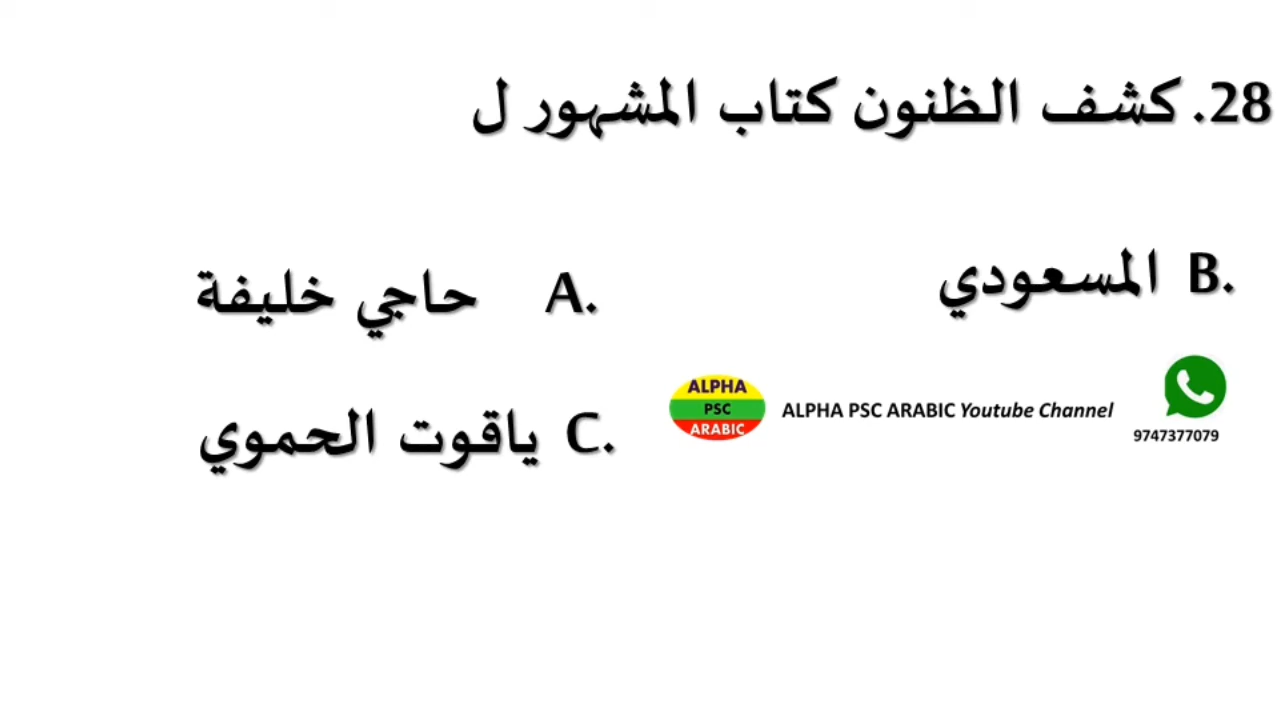 28. كشف الظنون كتاب المشهور ل
B. المسعودي
A. حاجي خليفة
ALPHA
PSC
ARABIC
ALPHA PSC ARABIC Youtube Channel
9747377079
C. ياقوت الحموي